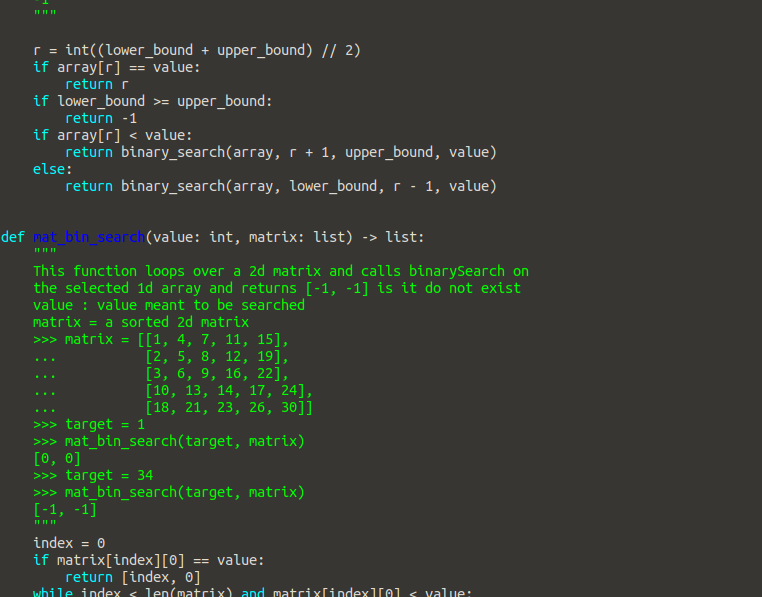 -1
"""
r = int((lower_bound + upper_bound) // 2)
if array[r] == value:
return r
if lower_bound >= upper_bound:
return -1
if array[r] < value:
return binary_search(array, r + 1, upper_bound, value)
else:
return binary_search(array, lower_bound, r - 1, value)
def mat_bin_search(value: int, matrix: list) -> list:
"""
This function loops over a 2d matrix and calls binarySearch on
the selected 1d array and returns [-1, -1] is it do not exist
value : value meant to be searched
matrix = a sorted 2d matrix
>>> matrix = [[1, 4, 7, 11, 15],
... [2, 5, 8, 12, 19],
... [3, 6, 9, 16, 22],
... [10, 13, 14, 17, 24],
... [18, 21, 23, 26, 30]]
>>> target = 1
>>> mat_bin_search(target, matrix)
[0, 0]
>>> target = 34
>>> mat_bin_search(target, matrix)
[-1, -1]
"""
index = 0
if matrix[index][0] == value:
return [index, 0]
while index < len(matrix) and matrix[index][0] < value: